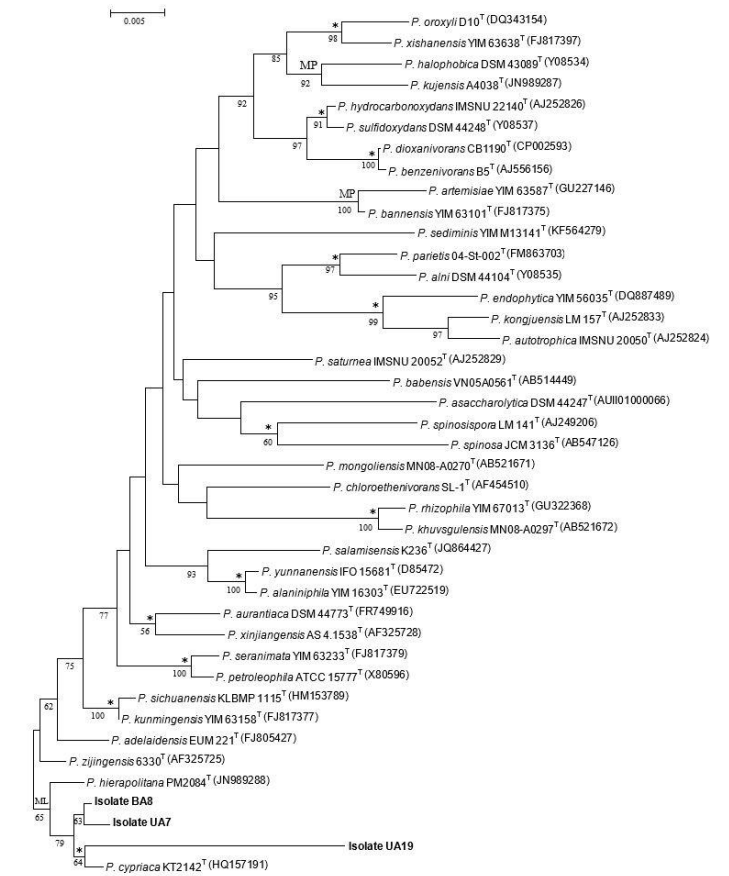 0.005
P. oroxyli D10T (DQ343154)
*
98
P. xishanensis YIM 63638T (FJ817397)
85
MP
P. halophobica DSM 43089T (Y08534)
92
P. kujensis A4038T (JN989287)
92
P. hydrocarbonoxydans IMSNU 22140T (AJ252826)
*
91
P. sulfidoxydans DSM 44248T (Y08537)
97
P. dioxanivorans CB1190T (CP002593)
*
100
P. benzenivorans B5T (AJ556156)
P. artemisiae YIM 63587T (GU227146)
MP
100
P. bannensis YIM 63101T (FJ817375)
P. sediminis YIM M13141T (KF564279)
P. parietis 04-St-002T (FM863703)
*
97
P. alni DSM 44104T (Y08535)
95
P. endophytica YIM 56035T (DQ887489)
*
99
P. kongjuensis LM 157T (AJ252833)
97
P. autotrophica IMSNU 20050T (AJ252824)
P. saturnea IMSNU 20052T (AJ252829)
P. babensis VN05A0561T (AB514449)
P. asaccharolytica DSM 44247T (AUII01000066)
P. spinosispora LM 141T (AJ249206)
*
60
P. spinosa JCM 3136T (AB547126)
P. mongoliensis MN08-A0270T (AB521671)
P. chloroethenivorans SL-1T (AF454510)
P. rhizophila YIM 67013T (GU322368)
*
100
P. khuvsgulensis MN08-A0297T (AB521672)
P. salamisensis K236T (JQ864427)
93
P. yunnanensis IFO 15681T (D85472)
*
100
P. alaniniphila YIM 16303T (EU722519)
P. aurantiaca DSM 44773T (FR749916)
77
*
56
P. xinjiangensis AS 4.1538T (AF325728)
P. seranimata YIM 63233T (FJ817379)
*
75
100
P. petroleophila ATCC 15777T (X80596)
P. sichuanensis KLBMP 1115T (HM153789)
*
62
100
P. kunmingensis YIM 63158T (FJ817377)
P. adelaidensis EUM 221T (FJ805427)
P. zijingensis 6330T (AF325725)
P. hierapolitana PM2084T (JN989288)
ML
65
Isolate BA8
63
Isolate UA7
79
Isolate UA19
*
64
P. cypriaca KT2142T (HQ157191)